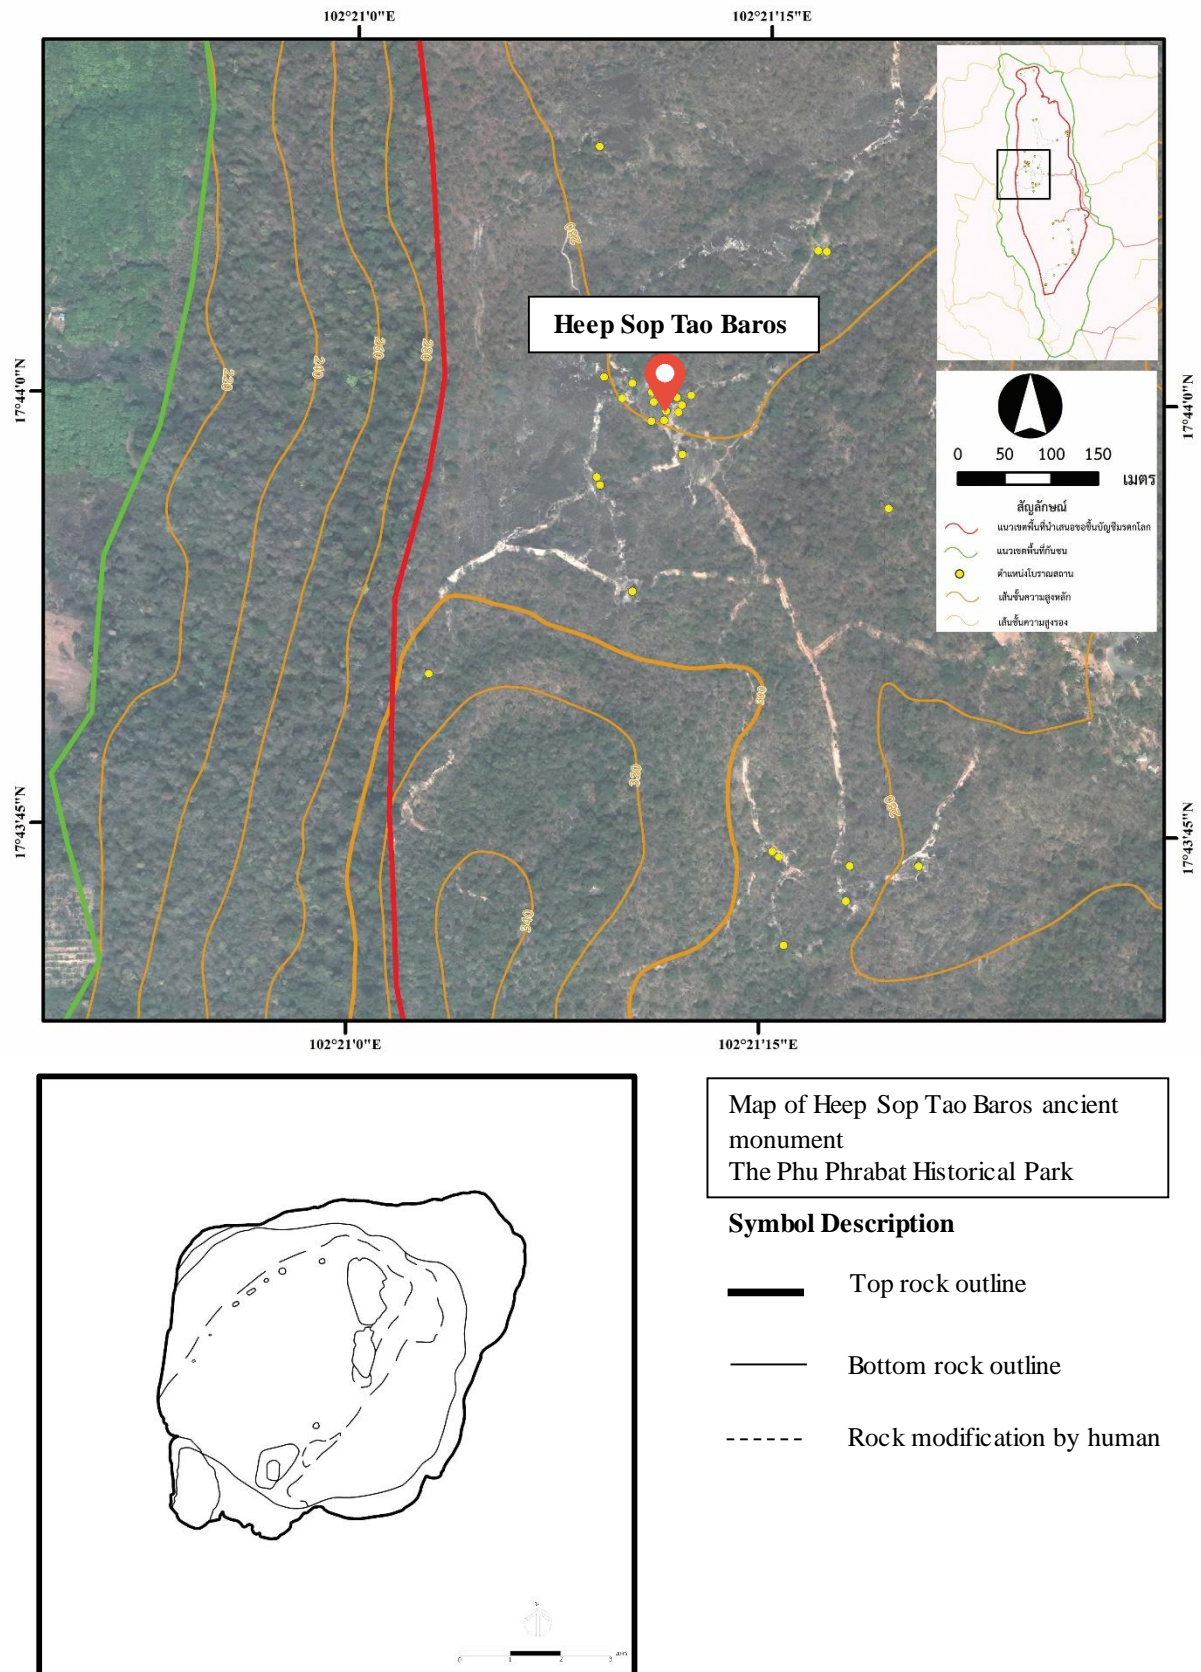 102°21'0"E
102°21'15"E
17°44'0"N
17°44'0"N
Heep Sop Tao Baros
280
220
240
260
280
0 50 100 150
เมตร
สัญลักษณ์
แนวเขตพื้นที่นำเสนอขอขึ้นบัญชีมรดกโลก
แนวเขตพื้นที่กันชน
ตำแหน่งโบราณสถาน
เส้นชั้นความสูงหลัก
เส้นชั้นความสูงรอง
300
320
280
340
17°43'45"N
17°43'45"N
102°21'0"E
102°21'15"E
Map of Heep Sop Tao Baros ancient
monument
The Phu Phrabat Historical Park
Symbol Description
Top rock outline
Bottom rock outline
Rock modification by human
0 1 2 3